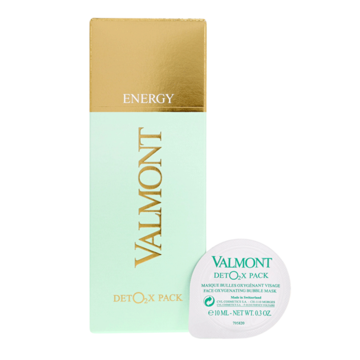 ENERGY
VALMONT
DETO₂X PACK
VALMONT
DETO₂X PACK
MASQUE BULLES OXYGÉNANT VISAGE
FACE OXYGENATING BUBBLE MASK
Made in Switzerland
℮ 10 ML - NET WT. 0.3 OZ.